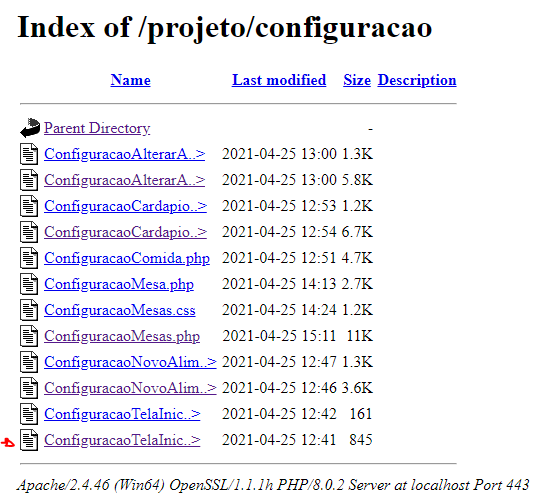 Index of /projeto/configuracao
Name Last modified Size Description
Parent Directory -
ConfiguracaoAlterarA..> 2021-04-25 13:00 1.3K
ConfiguracaoAlterarA..> 2021-04-25 13:00 5.8K
ConfiguracaoCardapio..> 2021-04-25 12:53 1.2K
ConfiguracaoCardapio..> 2021-04-25 12:54 6.7K
ConfiguracaoComida.php 2021-04-25 12:51 4.7K
ConfiguracaoMesa.php 2021-04-25 14:13 2.7K
ConfiguracaoMesas.css 2021-04-25 14:24 1.2K
ConfiguracaoMesas.php 2021-04-25 15:11 11K
ConfiguracaoNovoAlim..> 2021-04-25 12:47 1.3K
ConfiguracaoNovoAlim..> 2021-04-25 12:46 3.6K
ConfiguracaoTelaInic..> 2021-04-25 12:42 161
ConfiguracaoTelaInic..> 2021-04-25 12:41 845
Apache/2.4.46 (Win64) OpenSSL/1.1.1h PHP/8.0.2 Server at localhost Port 443